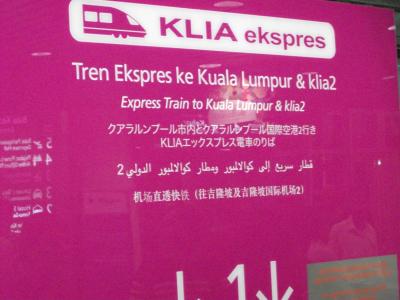 KLIA ekspres
Tren Ekspres ke Kuala Lumpur & klia2
Express Train to Kuala Lumpur & klia2
クアラルンプール市内とクアラルンプール国際空港2行き
KLIAエックスプレス電車のりば
قطار سريع إلى كوالالمبور ومطار كوالالمبور الدولي 2
机场直透快铁（往吉隆坡及吉隆坡国际机场2）
1
5
4
3
2